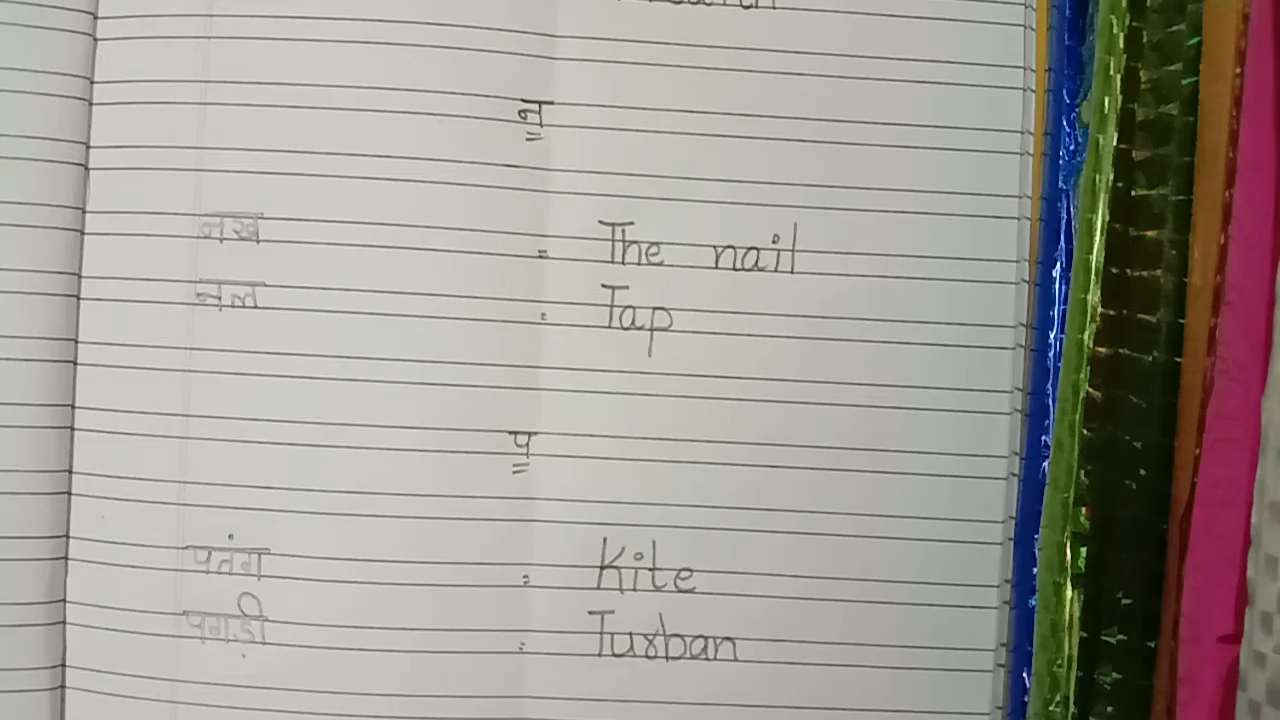 न
नख = The nail
नल = Tap
प
पतंग = Kite
पगड़ी = Turban